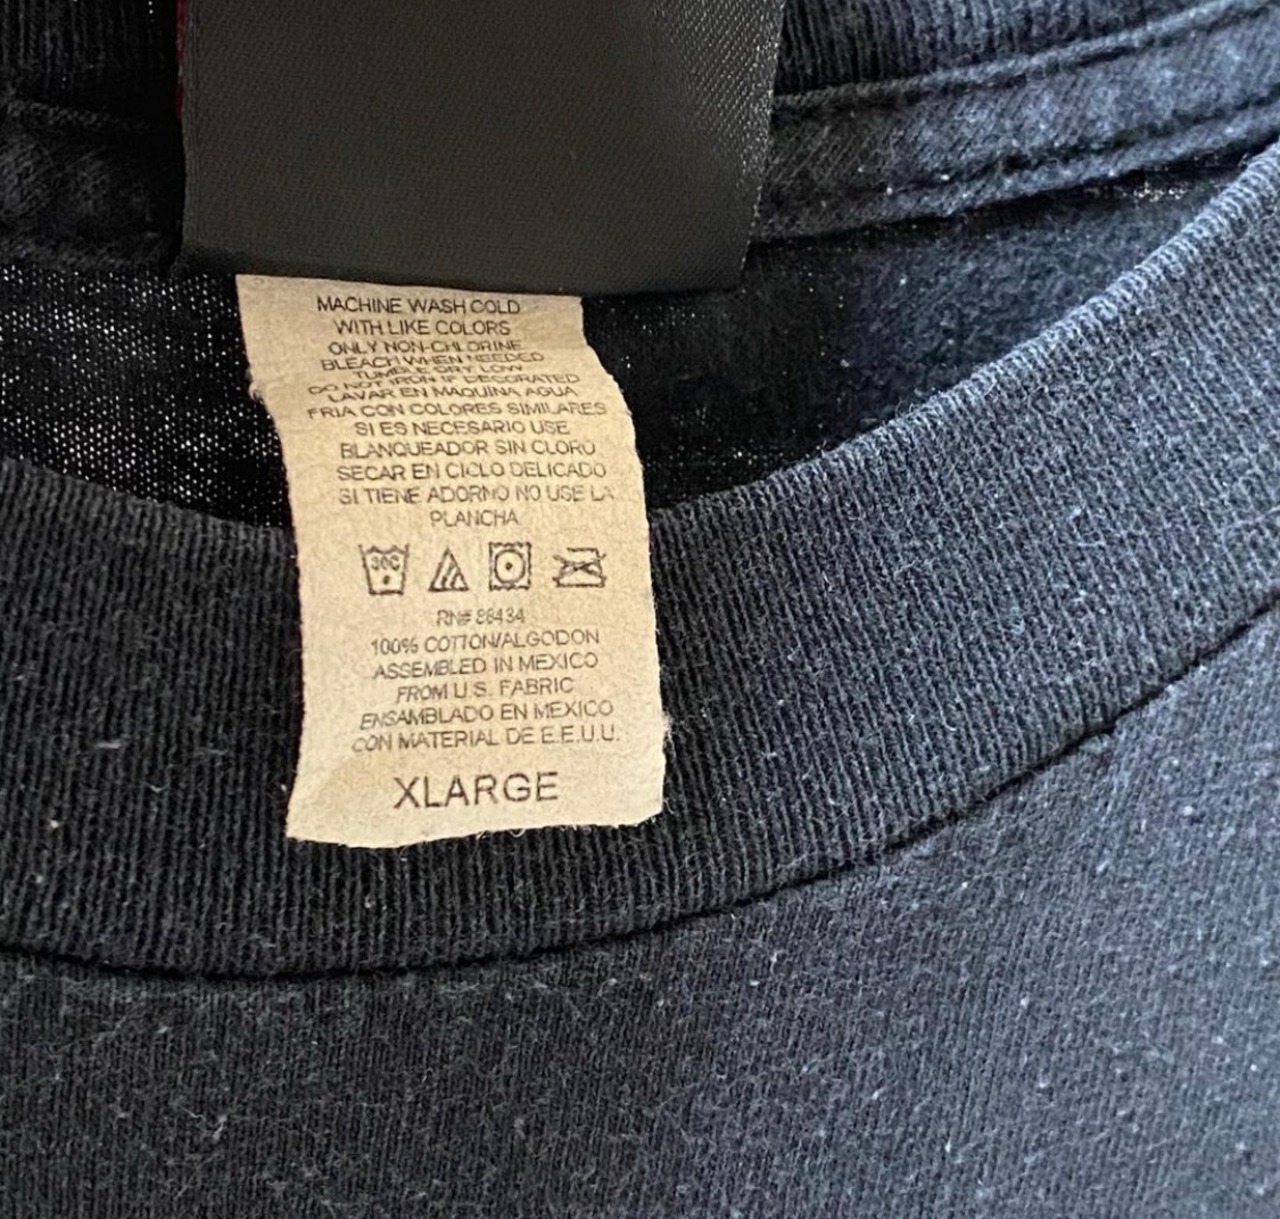 MACHINE WASH COLD
WITH LIKE COLORS
ONLY NON-CHLORINE
BLEACH WHEN NEEDED
TUMBLE DRY LOW
DO NOT IRON IF DECORATED
LAVAR EN MAQUINA AGUA
FRIA CON COLORES SIMILARES
SI ES NECESARIO USE
BLANQUEADOR SIN CLORO
SECAR EN CICLO DELICADO
SI TIENE ADORNO NO USE LA
PLANCHA
30C
RN# 88434
100% COTTON/ALGODON
ASSEMBLED IN MEXICO
FROM U.S. FABRIC
ENSAMBLADO EN MEXICO
CON MATERIAL DE E.E.U.U.
XLARGE